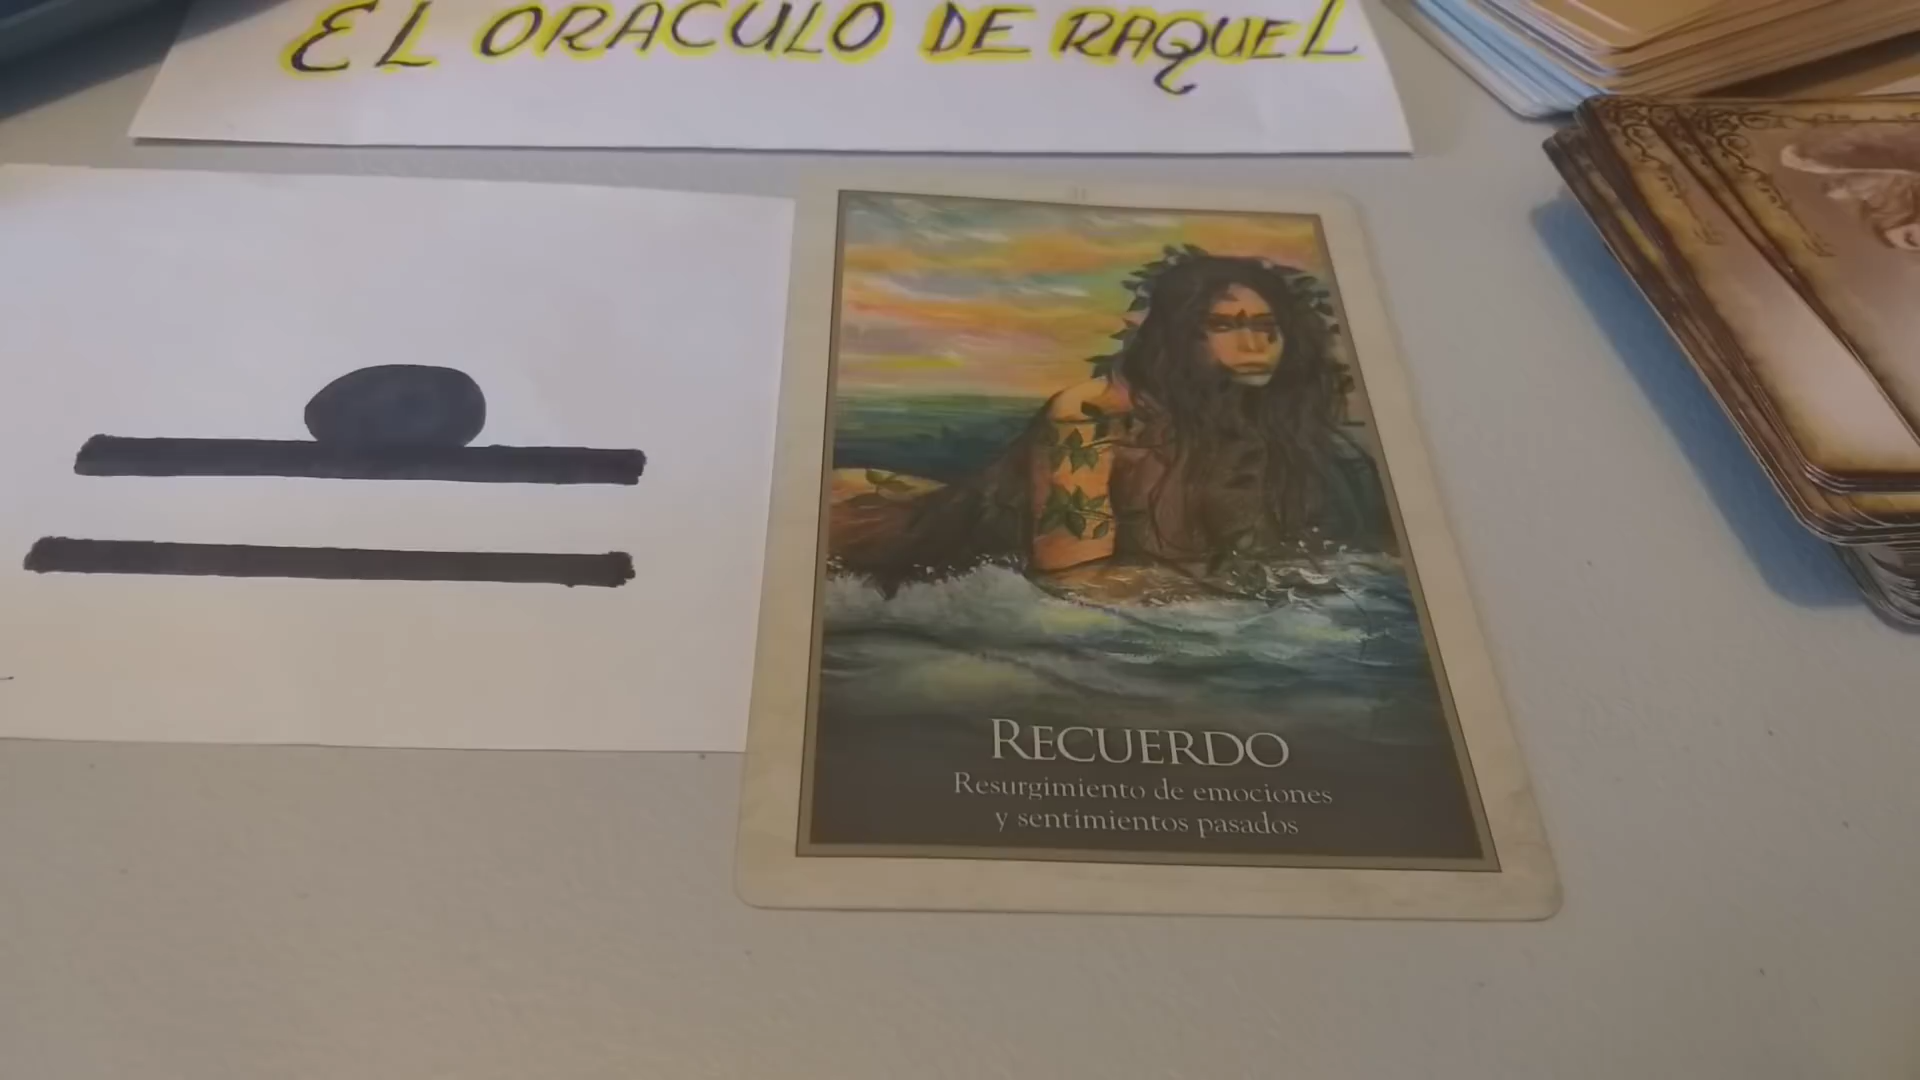 EL ORACULO DE RAQUEL
RECUERDO
Resurgimiento de emociones
y sentimientos pasados